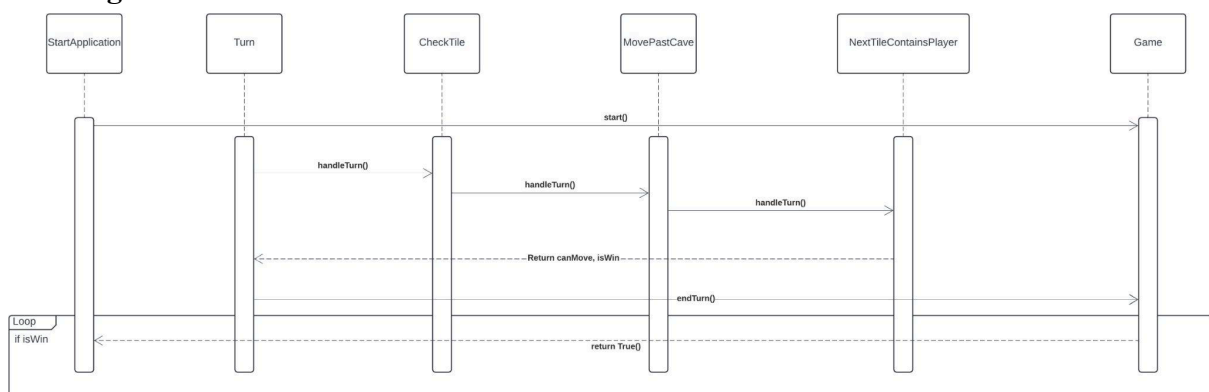 StartApplication
Turn
CheckTile
MovePastCave
NextTileContainsPlayer
Game
start()
handleTurn()
handleTurn()
handleTurn()
Return canMove, isWin
endTurn()
Loop
if isWin
return True()